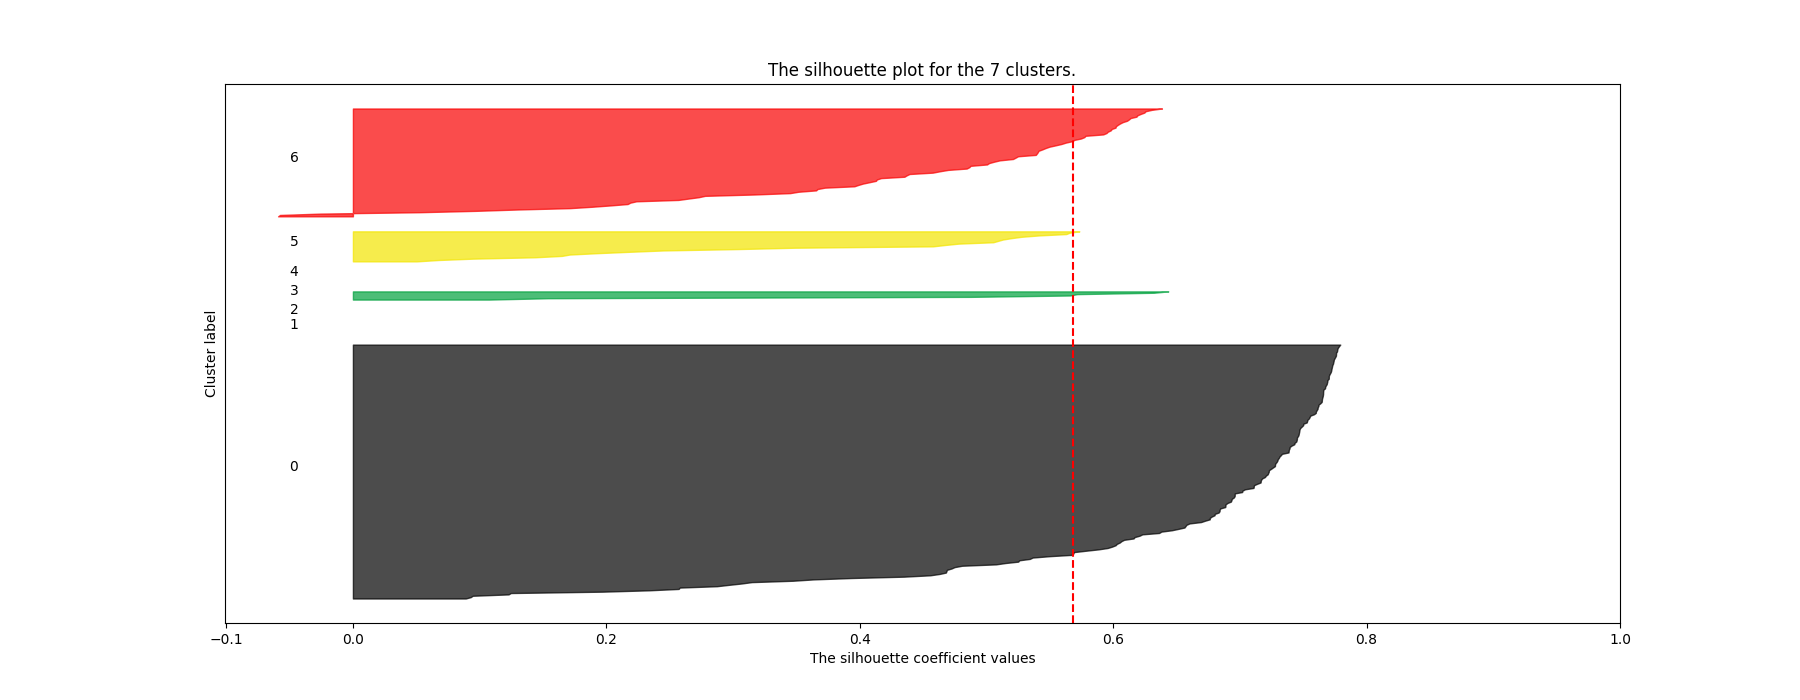 The silhouette plot for the 7 clusters.
6
5
4
3
2
1
0
Cluster label
−0.1 0.0 0.2 0.4 0.6 0.8 1.0
The silhouette coefficient values